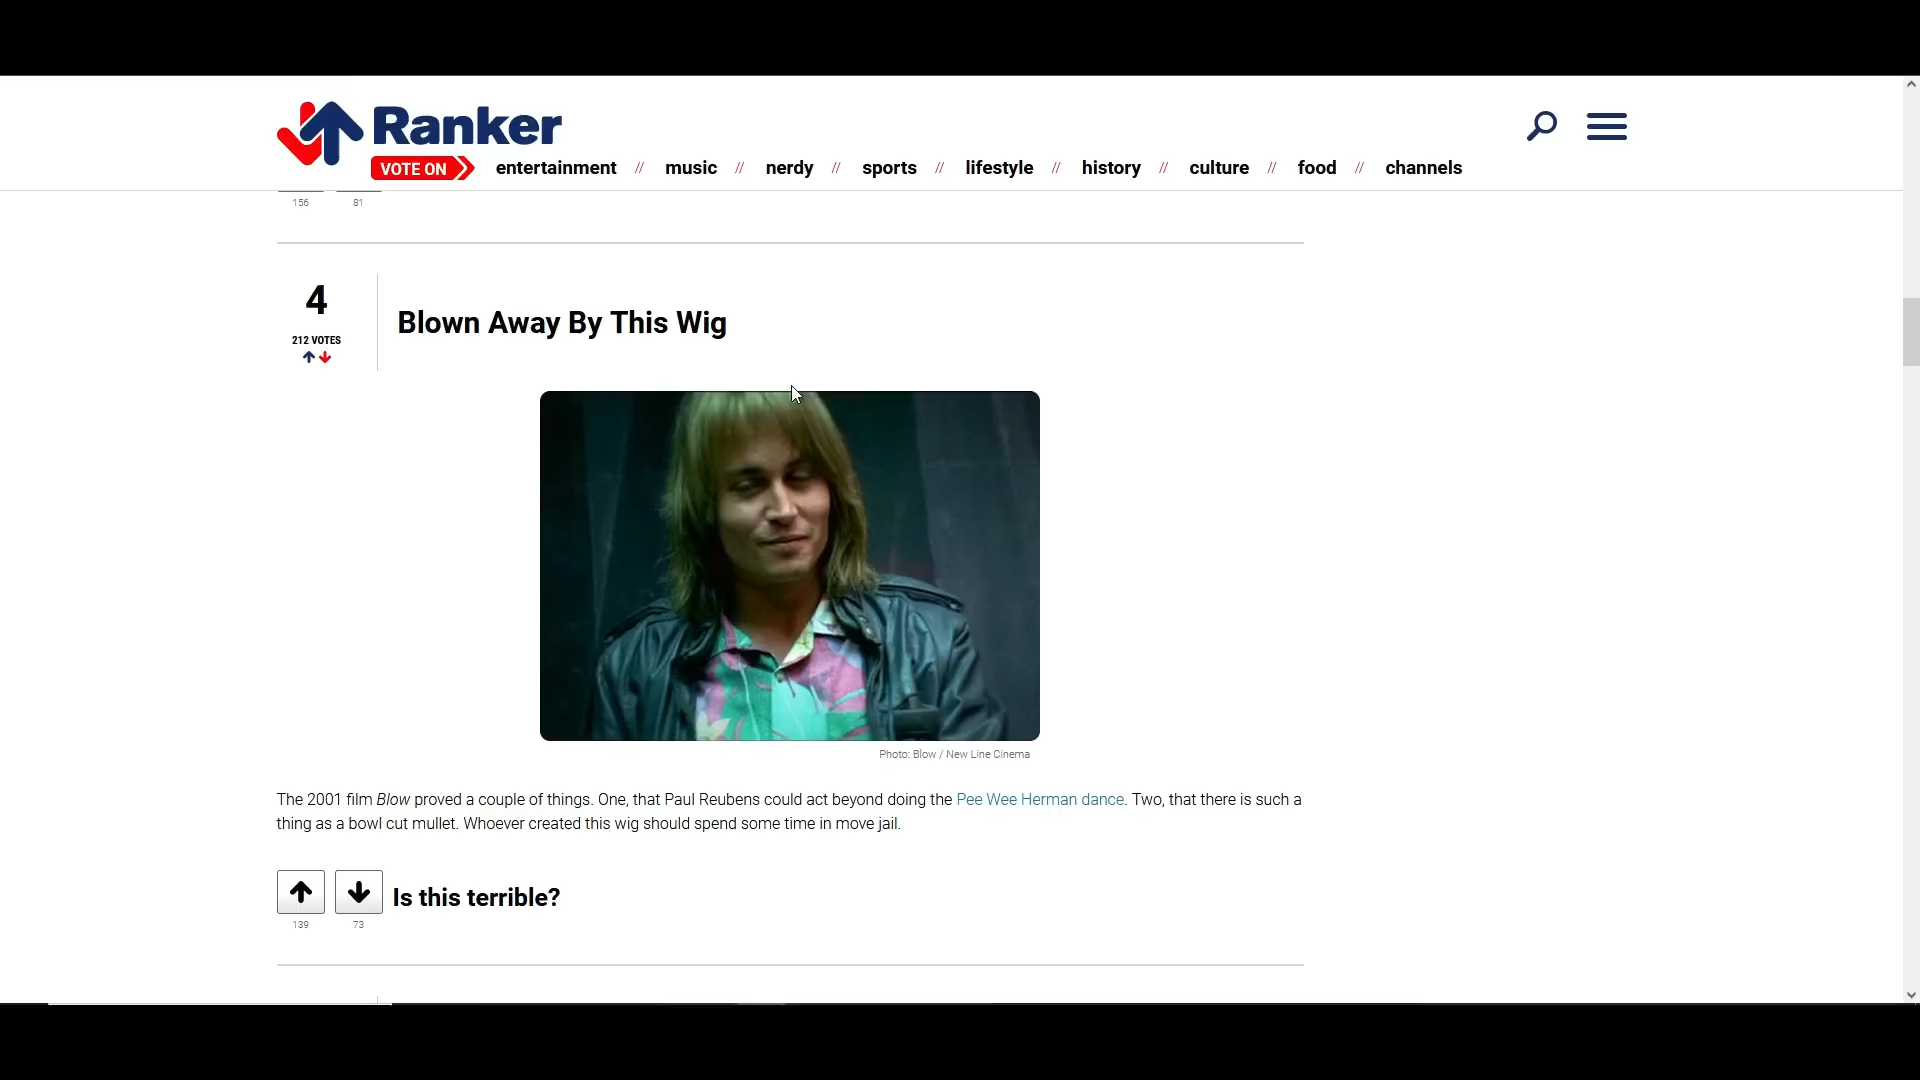 Ranker
VOTE ON entertainment // music // nerdy // sports // lifestyle // history // culture // food // channels
156 81
4
212 VOTES
Blown Away By This Wig
Photo: Blow / New Line Cinema
The 2001 film Blow proved a couple of things. One, that Paul Reubens could act beyond doing the Pee Wee Herman dance. Two, that there is such a
thing as a bowl cut mullet. Whoever created this wig should spend some time in move jail.
Is this terrible?
139 73